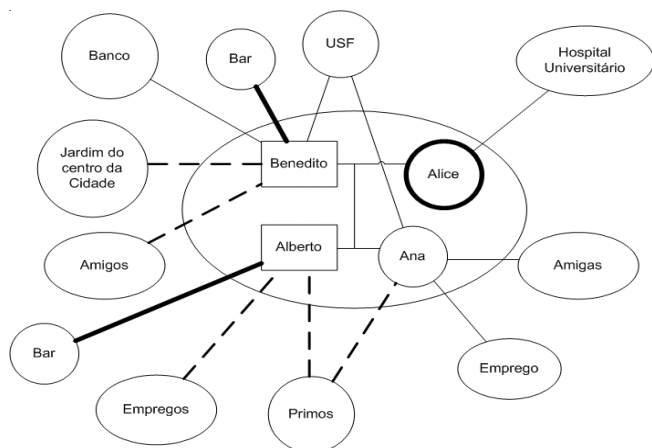 Banco
Bar
USF
Hospital
Universitário
Jardim do
centro da
Cidade
Benedito
Alice
Amigos
Alberto
Ana
Amigas
Bar
Empregos
Primos
Emprego